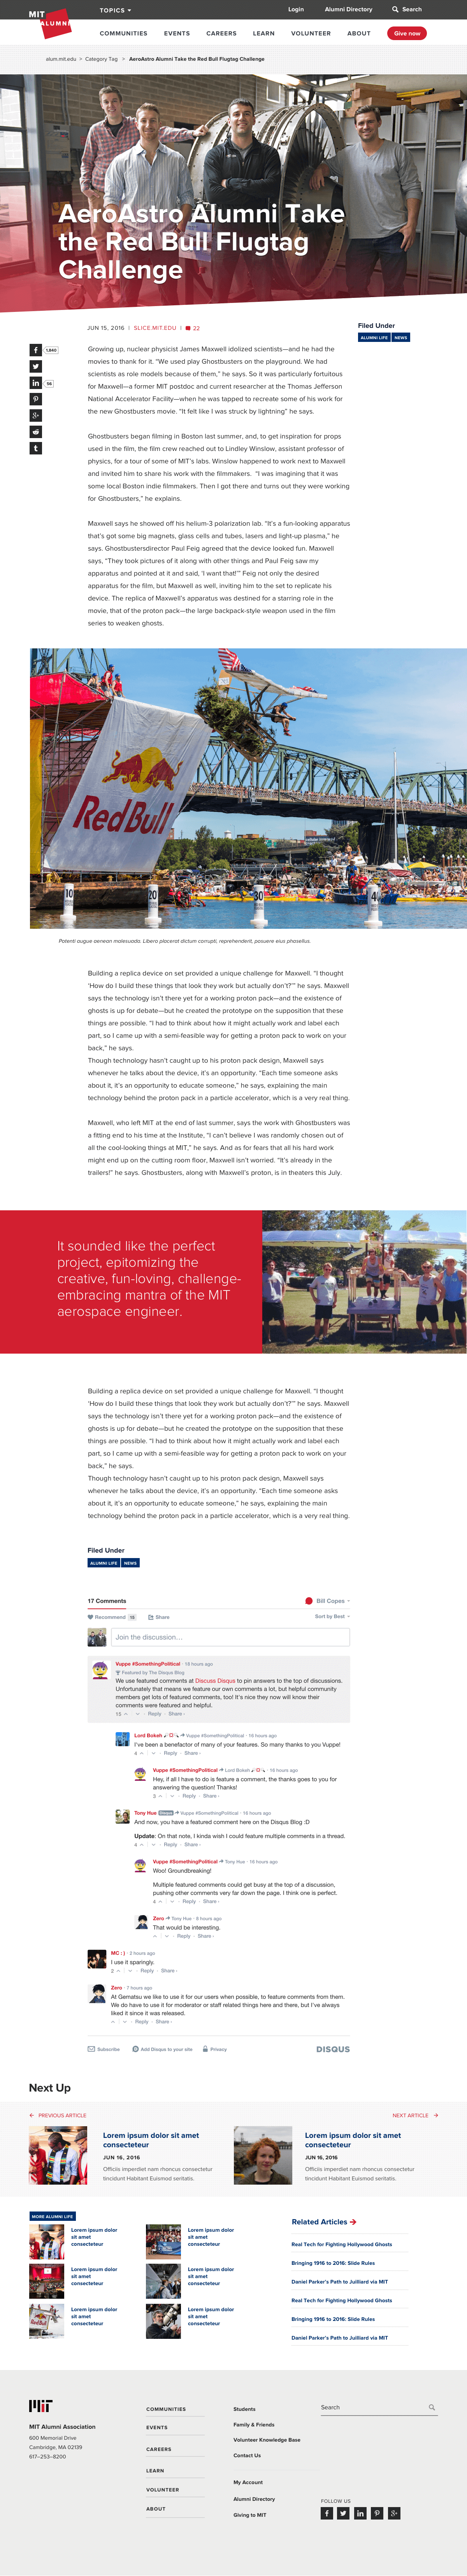 MIT
ALUMNI
TOPICS
Login
Alumni Directory
Search
COMMUNITIES
EVENTS
CAREERS
LEARN
VOLUNTEER
ABOUT
Give now
alum.mit.edu > Category Tag > AeroAstro Alumni Take the Red Bull Flugtag Challenge
AeroAstro Alumni Take
the Red Bull Flugtag
Challenge
JUN 15, 2016 | SLICE.MIT.EDU | 22
Filed Under
ALUMNI LIFE NEWS
1,840
56
Growing up, nuclear physicist James Maxwell idolized scientists—and he had the
movies to thank for it. “We used play Ghostbusters on the playground. We had
scientists as role models because of them,” he says. So it was particularly fortuitous
for Maxwell—a former MIT postdoc and current researcher at the Thomas Jefferson
National Accelerator Facility—when he was tapped to record some of his work for
the new Ghostbusters movie. “It felt like I was struck by lightning” he says.
Ghostbusters began filming in Boston last summer, and, to get inspiration for props
used in the film, the film crew reached out to Lindley Winslow, assistant professor of
physics, for a tour of some of MIT’s labs. Winslow happened to work next to Maxwell
and invited him to share his work with the filmmakers. “I was imagining that it was
some local Boston indie filmmakers. Then I got there and turns out they were working
for Ghostbusters,” he explains.
Maxwell says he showed off his helium-3 polarization lab. “It’s a fun-looking apparatus
that’s got some big magnets, glass cells and tubes, lasers and light-up plasma,” he
says. Ghostbustersdirector Paul Feig agreed that the device looked fun. Maxwell
says, “They took pictures of it along with other things and Paul Feig saw my
apparatus and pointed at it and said, ‘I want that!’” Feig not only the desired
apparatus for the film, but Maxwell as well, inviting him to the set to replicate his
device. The replica of Maxwell’s apparatus was destined for a starring role in the
movie, that of the proton pack—the large backpack-style weapon used in the film
series to weaken ghosts.
Red Bull
10
20
30
4
Potenti augue aenean malesuada. Libero placerat dictum corrupti, reprehenderit, posuere eius phasellus.
Building a replica device on set provided a unique challenge for Maxwell. “I thought
‘How do I build these things that look they work but actually don’t?’” he says. Maxwell
says the technology isn’t there yet for a working proton pack—and the existence of
ghosts is up for debate—but he created the prototype on the supposition that these
things are possible. “I had to think about how it might actually work and label each
part, so I came up with a semi-feasible way for getting a proton pack to work on your
back,” he says.
Though technology isn’t caught up to his proton pack design, Maxwell says
whenever he talks about the device, it’s an opportunity. “Each time someone asks
about it, it’s an opportunity to educate someone,” he says, explaining the main
technology behind the proton pack in a particle accelerator, which is a very real thing.
Maxwell, who left MIT at the end of last summer, says the work with Ghostbusters was
a fitting end to his time at the Institute, “I can’t believe I was randomly chosen out of
all the cool-looking things at MIT,” he says. And as for fears that all his hard work
might end up on the cutting room floor, Maxwell isn’t worried. “It’s already in the
trailers!” he says. Ghostbusters, along with Maxwell’s proton, is in theaters this July.
It sounded like the perfect
project, epitomizing the
creative, fun-loving, challenge-
embracing mantra of the MIT
aerospace engineer.
Building a replica device on set provided a unique challenge for Maxwell. “I thought
‘How do I build these things that look they work but actually don’t?’” he says. Maxwell
says the technology isn’t there yet for a working proton pack—and the existence of
ghosts is up for debate—but he created the prototype on the supposition that these
things are possible. “I had to think about how it might actually work and label each
part, so I came up with a semi-feasible way for getting a proton pack to work on your
back,” he says.
Though technology isn’t caught up to his proton pack design, Maxwell says
whenever he talks about the device, it’s an opportunity. “Each time someone asks
about it, it’s an opportunity to educate someone,” he says, explaining the main
technology behind the proton pack in a particle accelerator, which is a very real thing.
Filed Under
ALUMNI LIFE NEWS
17 Comments
Bill Copes
Recommend 15
Share
Sort by Best
Join the discussion…
Vuppe #SomethingPolitical · 16 hours ago
Featured by The Disqus Blog
We use featured comments at Discuss Disqus to pin answers to the top of discussions.
Unfortunately that means we feature our own comments a lot, but helpful community
members get lots of featured comments, too! It's nice they now will know their
comments were featured and helpful.
15 Reply · Share ›
Lord Bokeh Vuppe #SomethingPolitical · 16 hours ago
I've been a benefactor of many of your features. So many thanks to you Vuppe!
4 · Reply · Share ›
Vuppe #SomethingPolitical Lord Bokeh · 16 hours ago
Hey, if all I have to do is feature a comment, the thanks goes to you for
answering the question! Thanks!
3 · Reply · Share ›
Tony Hue Disqus Vuppe #SomethingPolitical · 16 hours ago
And now, you have a featured comment here on the Disqus Blog :D
Update: On that note, I kinda wish I could feature multiple comments in a thread.
4 · Reply · Share ›
Vuppe #SomethingPolitical Tony Hue · 16 hours ago
Woo! Groundbreaking!
Multiple featured comments could get busy at the top of a discussion,
pushing other comments very far down the page. I think one is perfect.
4 · Reply · Share ›
Zero Tony Hue · 9 hours ago
That would be interesting.
· Reply · Share ›
MC : ) · 3 hours ago
I use it sparingly.
2 · Reply · Share ›
Zero · 7 hours ago
At Gematsu we like to use it for our users when possible, to feature comments from them.
We do have to use it for moderator or staff related things here and there, but I've always
liked it since it was released.
· Reply · Share ›
Subscribe
Add Disqus to your site
Privacy
DISQUS
Next Up
PREVIOUS ARTICLE
NEXT ARTICLE
Lorem ipsum dolor sit amet
consecteteur
JUN 16, 2016
Officiis imperdiet nam rhoncus consectetur
tincidunt Habitant Euismod seritatis.
Lorem ipsum dolor sit amet
consecteteur
JUN 16, 2016
Officiis imperdiet nam rhoncus consectetur
tincidunt Habitant Euismod seritatis.
MORE ALUMNI LIFE
Lorem ipsum dolor
sit amet
consecteteur
Lorem ipsum dolor
sit amet
consecteteur
Lorem ipsum dolor
sit amet
consecteteur
Lorem ipsum dolor
sit amet
consecteteur
Lorem ipsum dolor
sit amet
consecteteur
Lorem ipsum dolor
sit amet
consecteteur
Related Articles
Real Tech for Fighting Hollywood Ghosts
Bringing 1916 to 2016: Slide Rules
Daniel Parker's Path to Juilliard via MIT
Real Tech for Fighting Hollywood Ghosts
Bringing 1916 to 2016: Slide Rules
Daniel Parker's Path to Juilliard via MIT
MIT Alumni Association
600 Memorial Drive
Cambridge, MA 02139
617–253–8200
COMMUNITIES
EVENTS
CAREERS
LEARN
VOLUNTEER
ABOUT
Students
Family & Friends
Volunteer Knowledge Base
Contact Us
My Account
Alumni Directory
Giving to MIT
Search
FOLLOW US